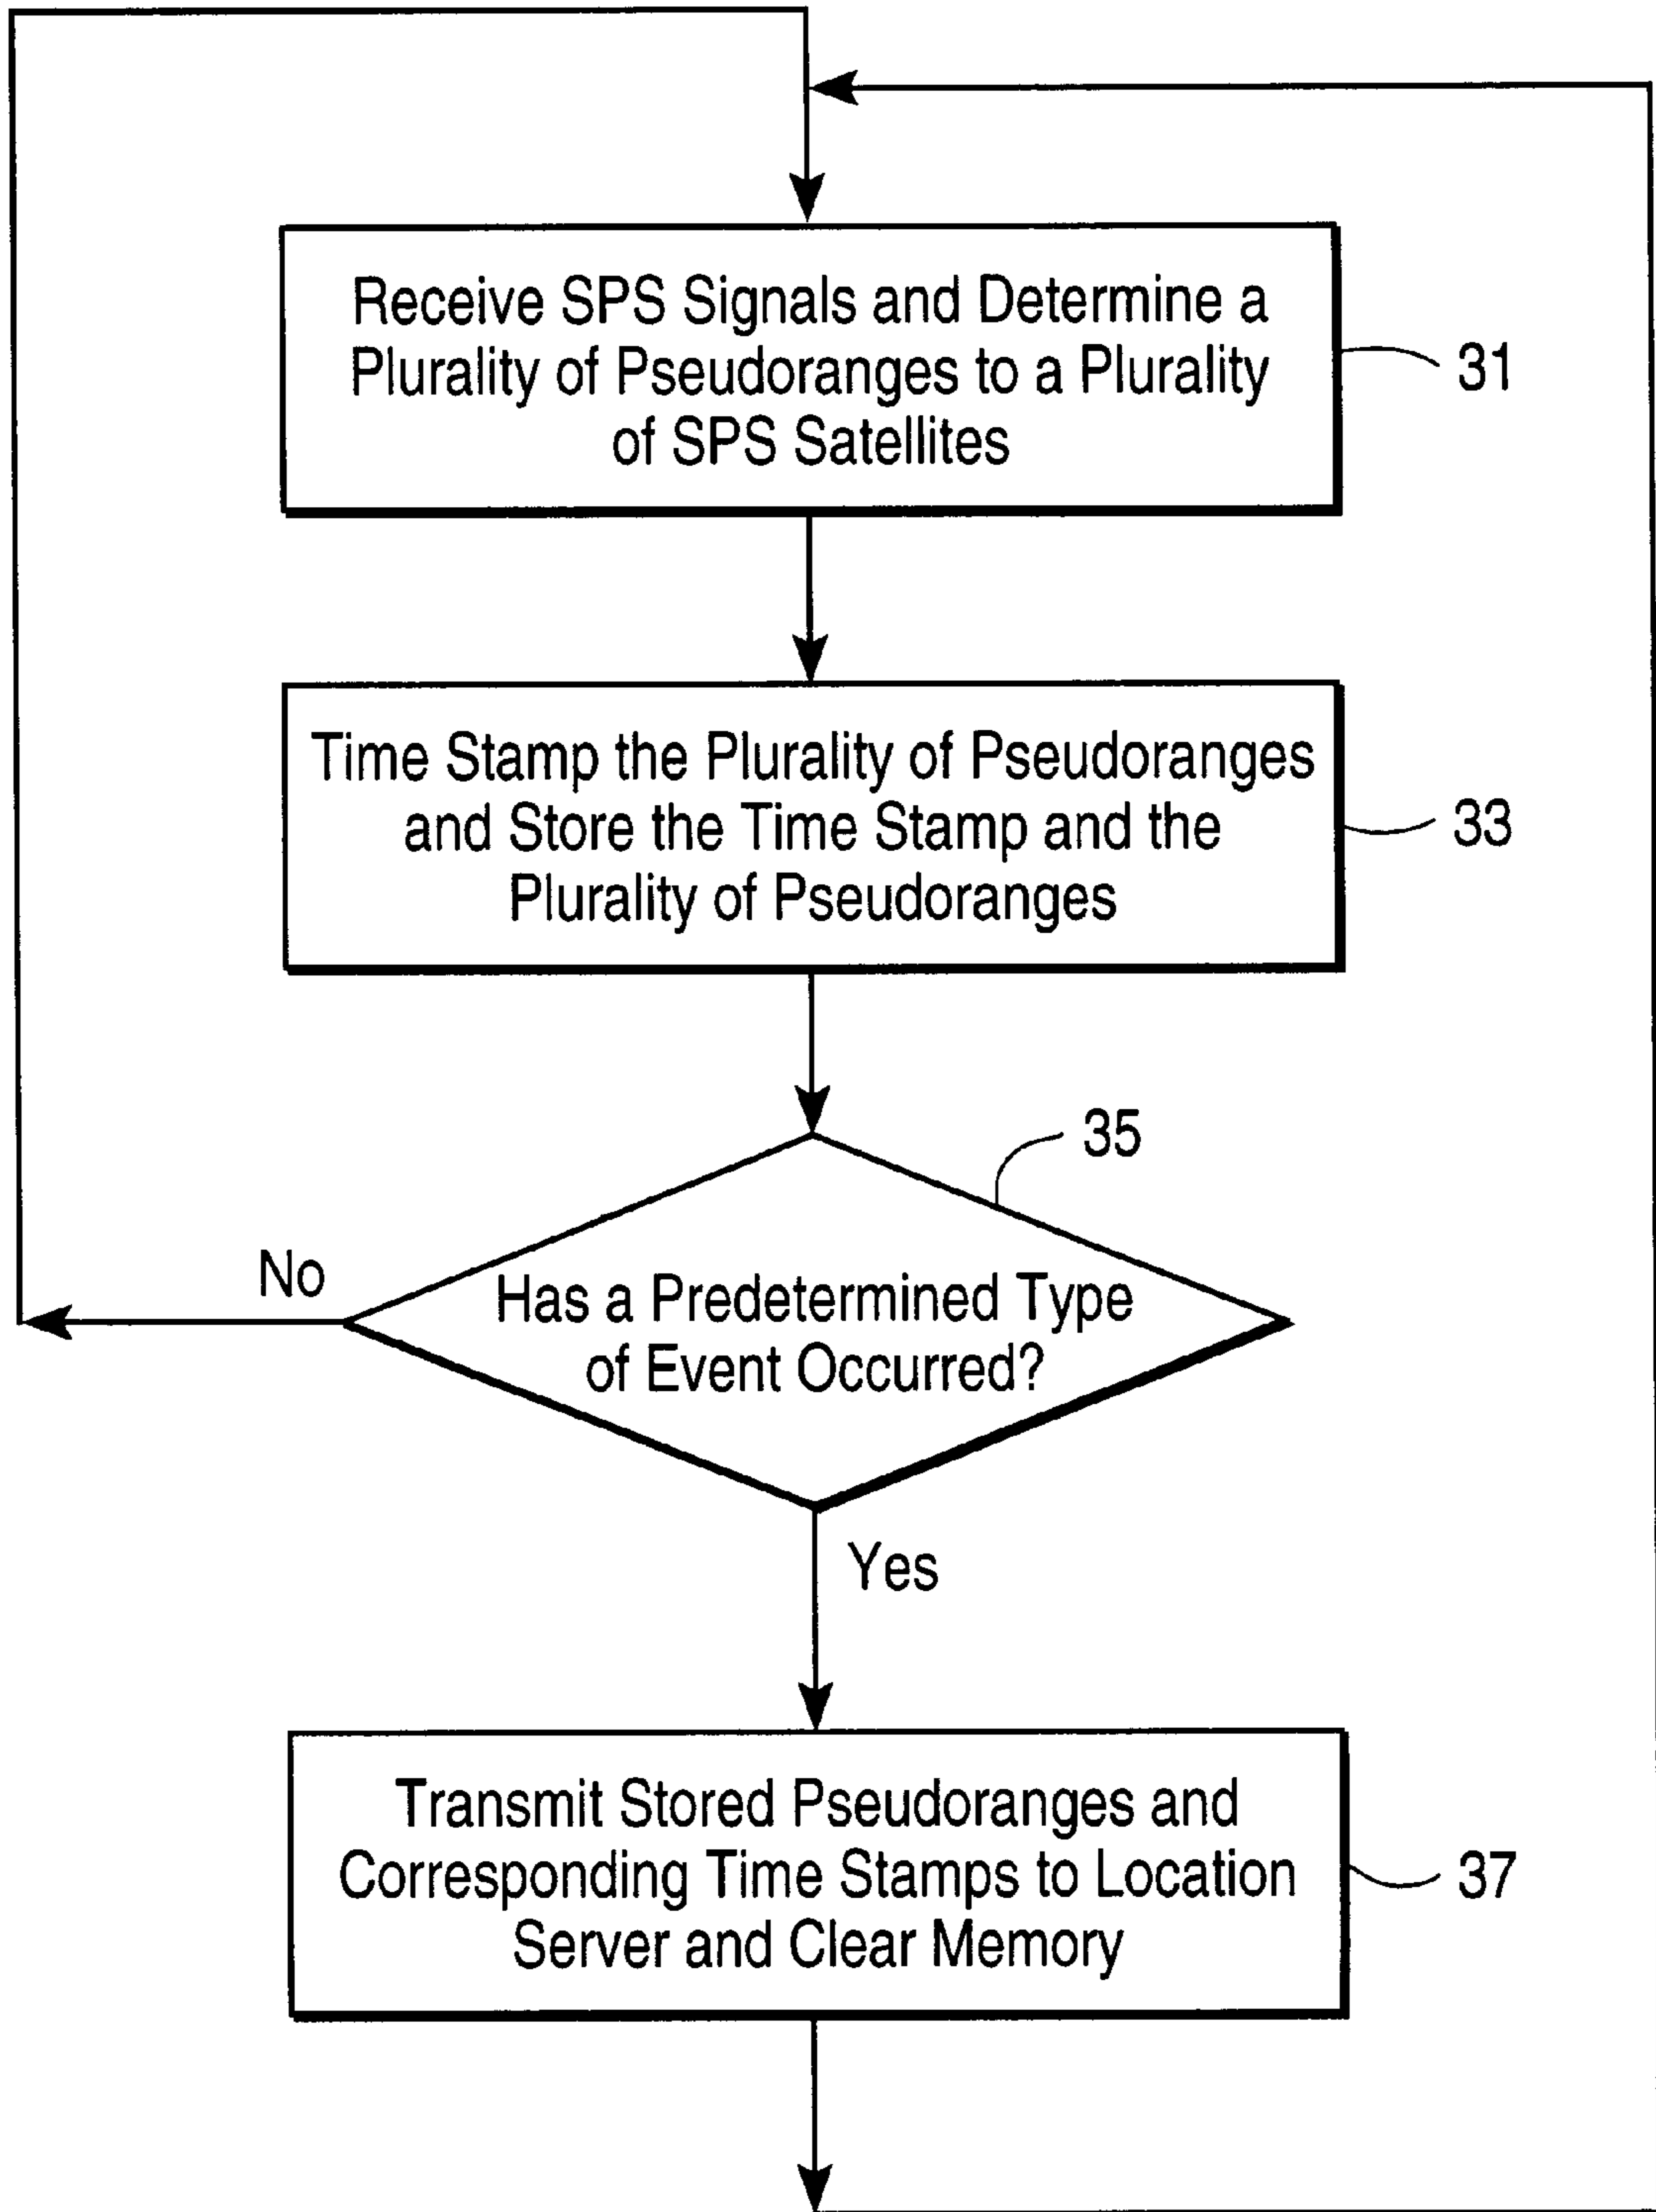 Receive SPS Signals and Determine a
Plurality of Pseudoranges to a Plurality
of SPS Satellites
31
Time Stamp the Plurality of Pseudoranges
and Store the Time Stamp and the
Plurality of Pseudoranges
33
35
No
Has a Predetermined Type
of Event Occurred?
Yes
Transmit Stored Pseudoranges and
Corresponding Time Stamps to Location
Server and Clear Memory
37